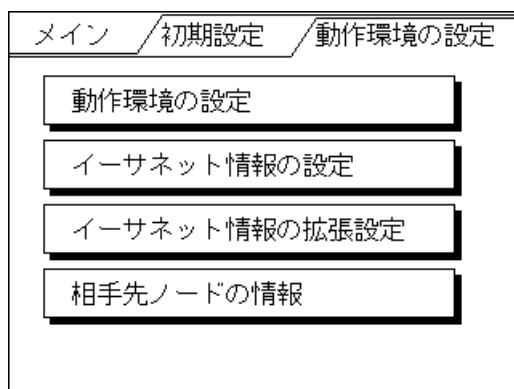 メイン 初期設定 動作環境の設定
動作環境の設定
イーサネット情報の設定
イーサネット情報の拡張設定
相手先ノードの情報